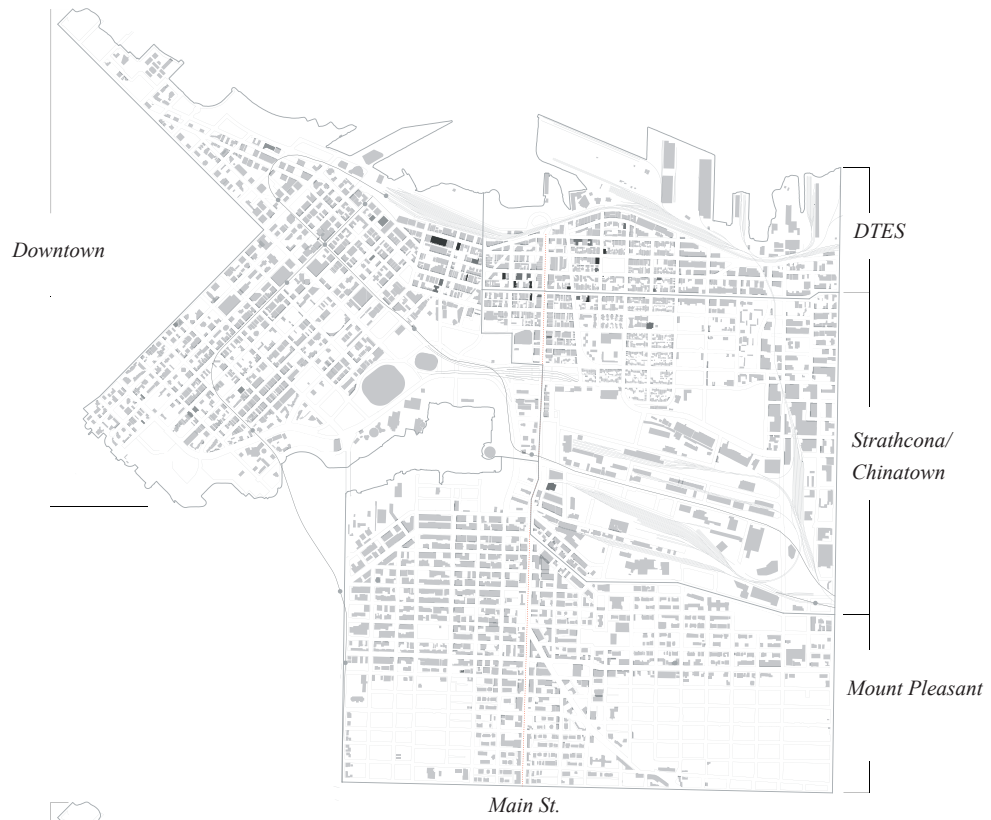 Downtown
DTES
Strathcona/
Chinatown
Mount Pleasant
Main St.